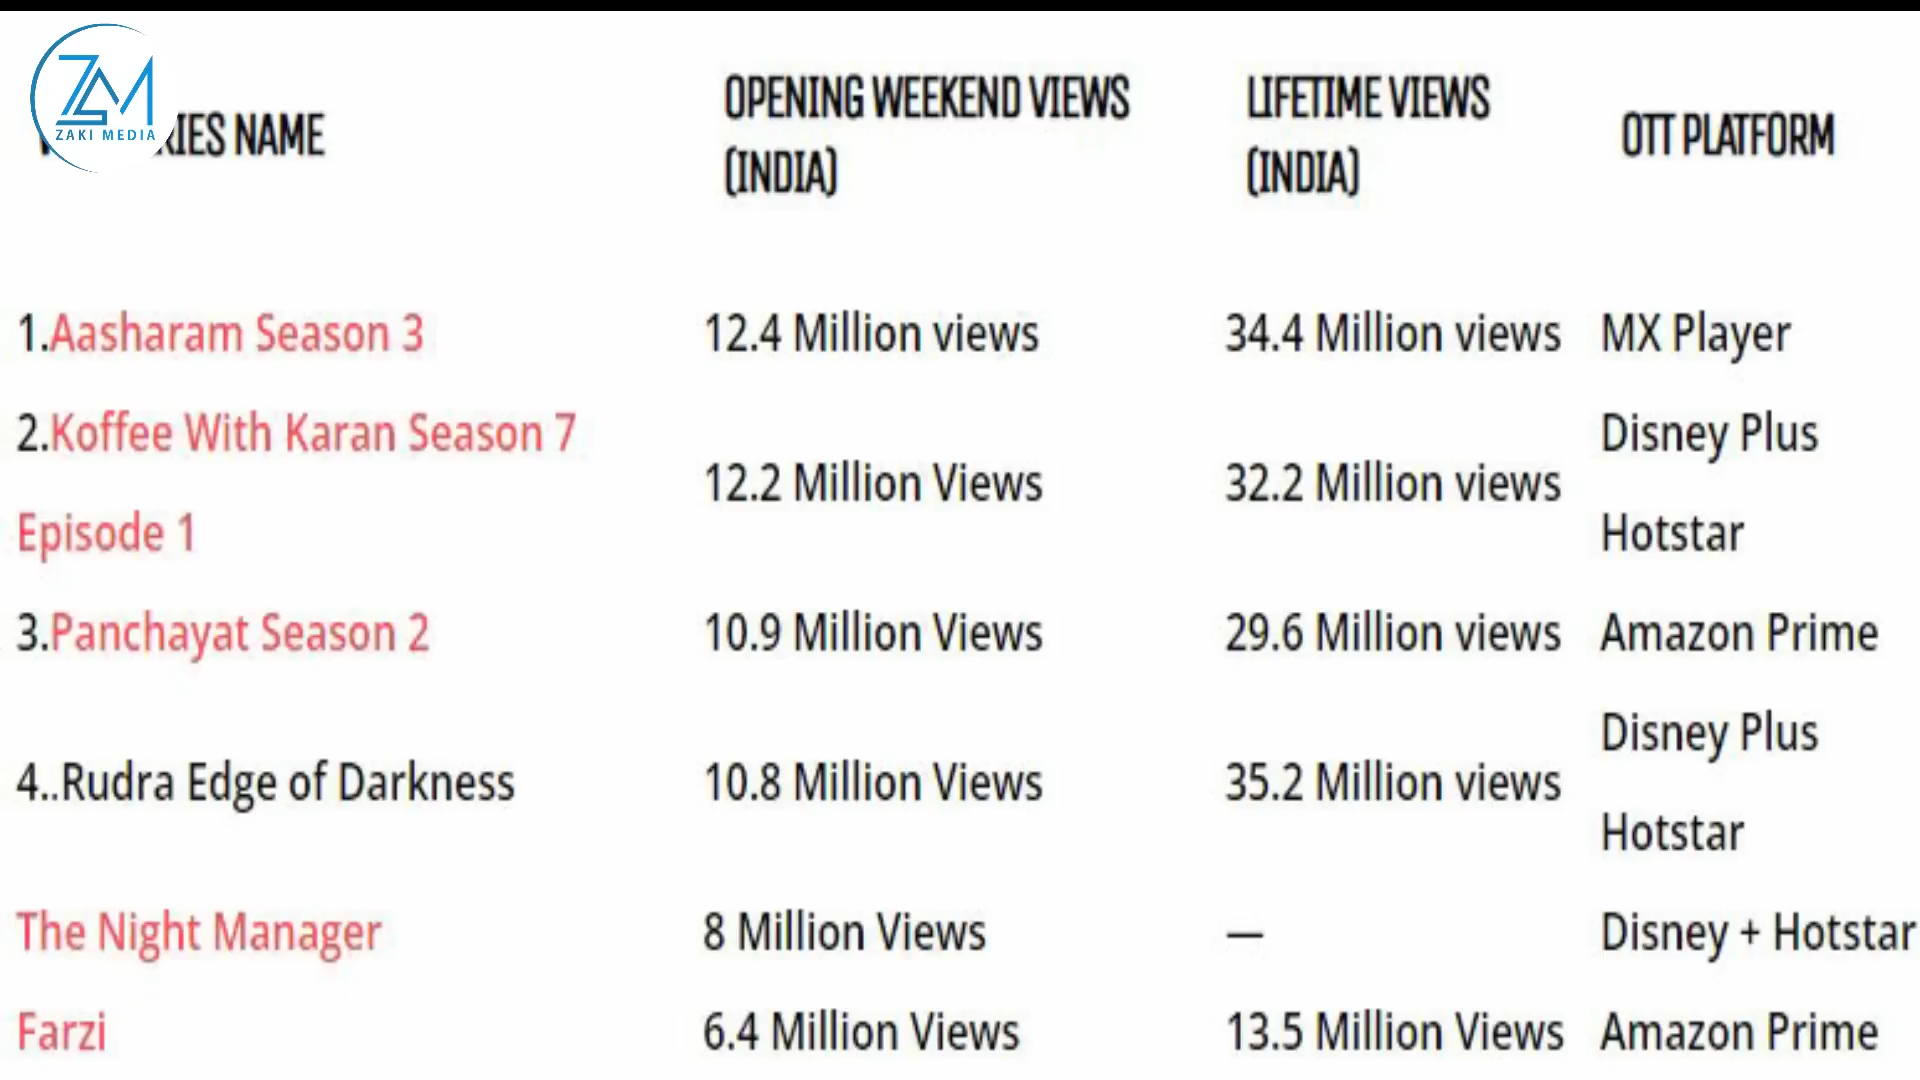 ZM
ZAKI MEDIA
NAME
OPENING WEEKEND VIEWS
(INDIA)
LIFETIME VIEWS
(INDIA)
OTT PLATFORM
1.Aasharam Season 3
12.4 Million views
34.4 Million views
MX Player
2.Koffee With Karan Season 7
Episode 1
12.2 Million Views
32.2 Million views
Disney Plus
Hotstar
3.Panchayat Season 2
10.9 Million Views
29.6 Million views
Amazon Prime
4..Rudra Edge of Darkness
10.8 Million Views
35.2 Million views
Disney Plus
Hotstar
The Night Manager
8 Million Views
—
Disney + Hotstar
Farzi
6.4 Million Views
13.5 Million Views
Amazon Prime